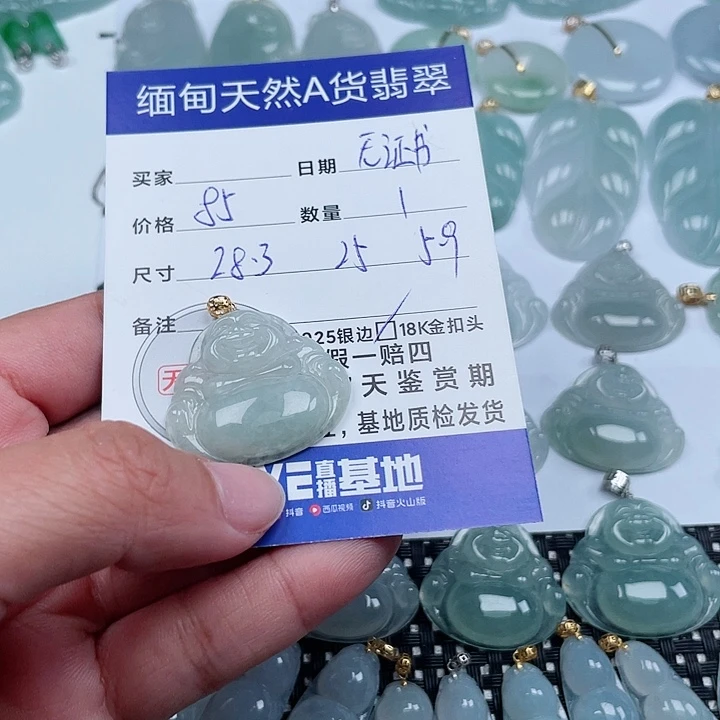 缅甸天然A货翡翠
买家 日期 无证书
价格 85 数量 1
尺寸 28.3 25 5.9
备注
925银边 18K金扣头
假一赔四
无 天鉴赏期
，基地质检发货
VE直播基地
抖音 西瓜视频 抖音火山版